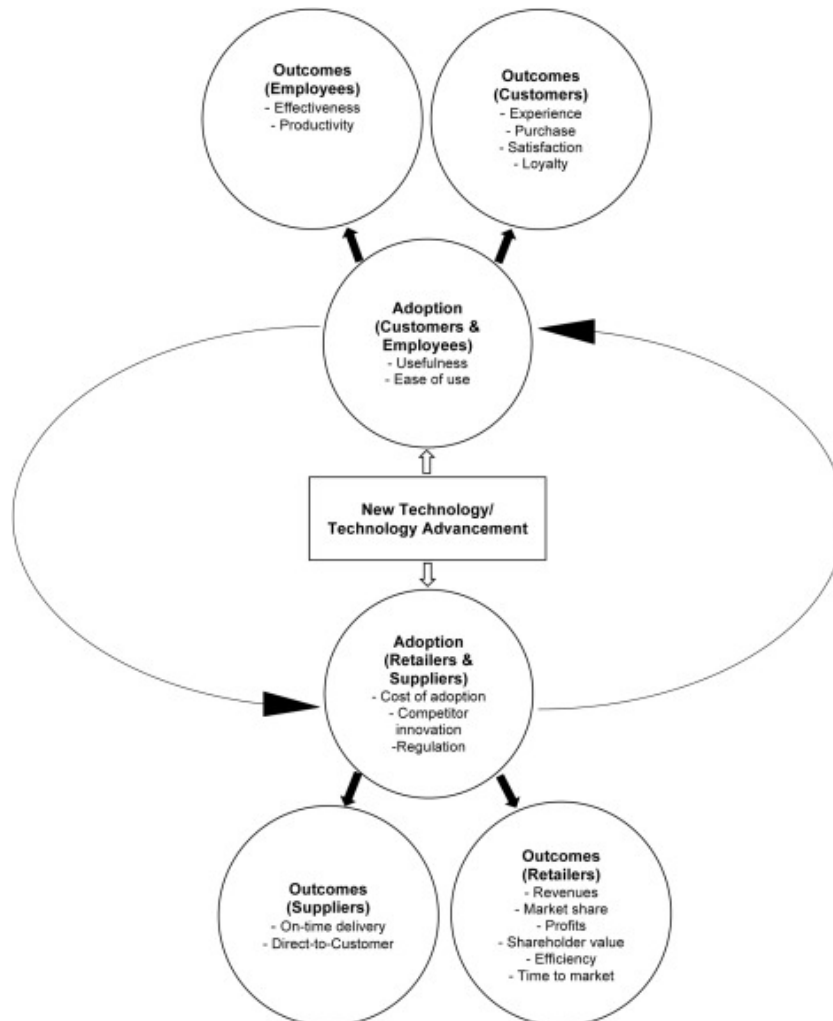 Outcomes
(Employees)
- Effectiveness
- Productivity
Outcomes
(Customers)
- Experience
- Purchase
- Satisfaction
- Loyalty
Adoption
(Customers &
Employees)
- Usefulness
- Ease of use
New Technology/
Technology Advancement
Adoption
(Retailers &
Suppliers)
- Cost of adoption
- Competitor
innovation
-Regulation
Outcomes
(Suppliers)
- On-time delivery
- Direct-to-Customer
Outcomes
(Retailers)
- Revenues
- Market share
- Profits
- Shareholder value
- Efficiency
- Time to market